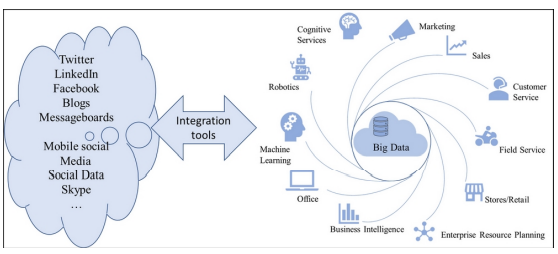 Twitter
LinkedIn
Facebook
Blogs
Messageboards
Mobile social
Media
Social Data
Skype
...
Integration
tools
Cognitive
Services
Marketing
Sales
Robotics
Customer
Service
Big Data
Machine
Learning
Field Service
Office
Stores/Retail
Business Intelligence
Enterprise Resource Planning